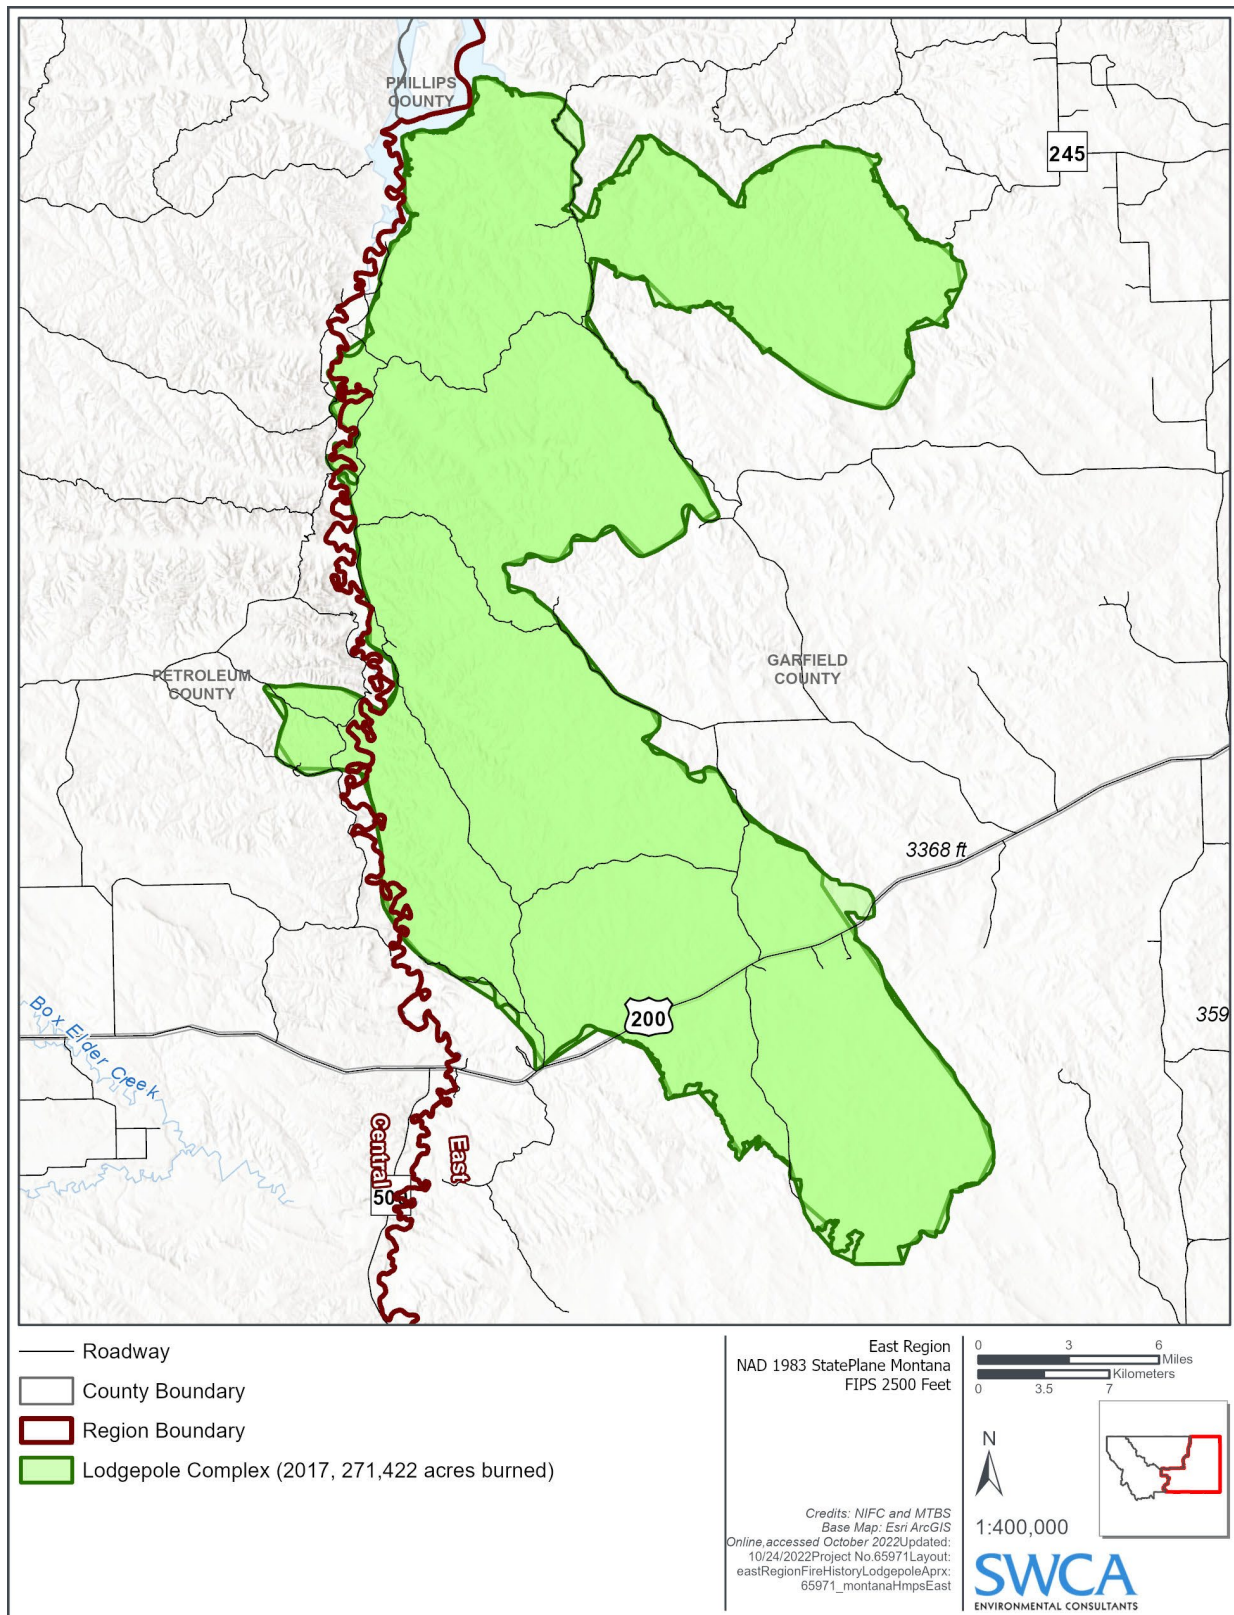 PHILLIPS
COUNTY
245
PETROLEUM
COUNTY
GARFIELD
COUNTY
3368 ft
Box Elder Creek
200
359
Central
East
50
Roadway
County Boundary
Region Boundary
Lodgepole Complex (2017, 271,422 acres burned)
East Region
NAD 1983 StatePlane Montana
FIPS 2500 Feet
Credits: NIFC and MTBS
Base Map: Esri ArcGIS
Online,accessed October 2022Updated:
10/24/2022Project No.65971Layout:
eastRegionFireHistoryLodgepoleAprx:
65971_montanaHmpsEast
0 3 6
Miles
Kilometers
0 3.5 7
N
1:400,000
SWCA
ENVIRONMENTAL CONSULTANTS